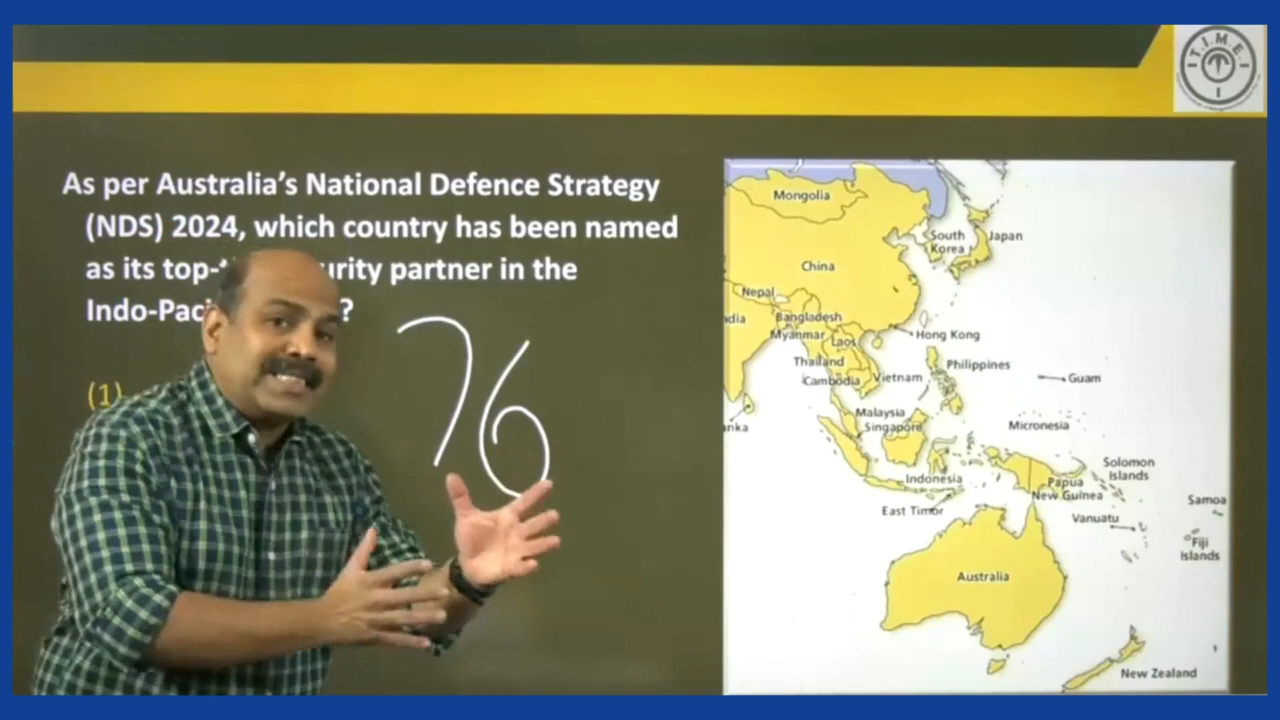 T.I.M.E.
As per Australia's National Defence Strategy
(NDS) 2024, which country has been named
as its top- urity partner in the
Indo-Paci ?
(1)
76
Mongolia
South
Korea
Japan
China
Nepal
dia
Bangladesh
Myanmar
Laos
Hong Kong
Thailand
Philippines
Cambodia
Vietnam
Guam
Malaysia
Singapore
nka
Micronesia
Indonesia
Papua
New Guinea
Solomon
Islands
East Timor
Vanuatu
Samoa
Fiji
Islands
Australia
New Zealand